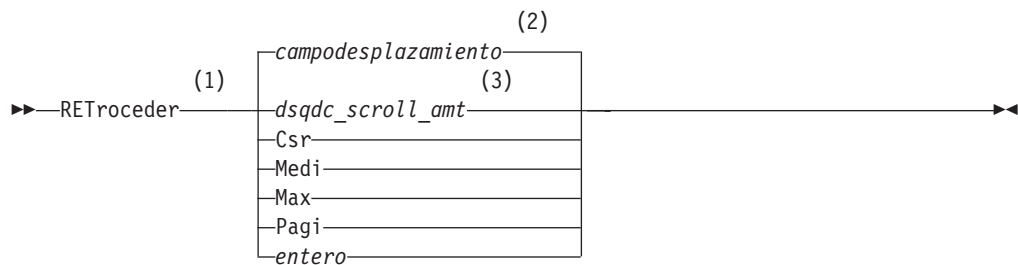 (2)
campodesplazamiento
(1) (3)
RETroceder dsqdc_scroll_amt
Csr
Medi
Max
Pagi
entero